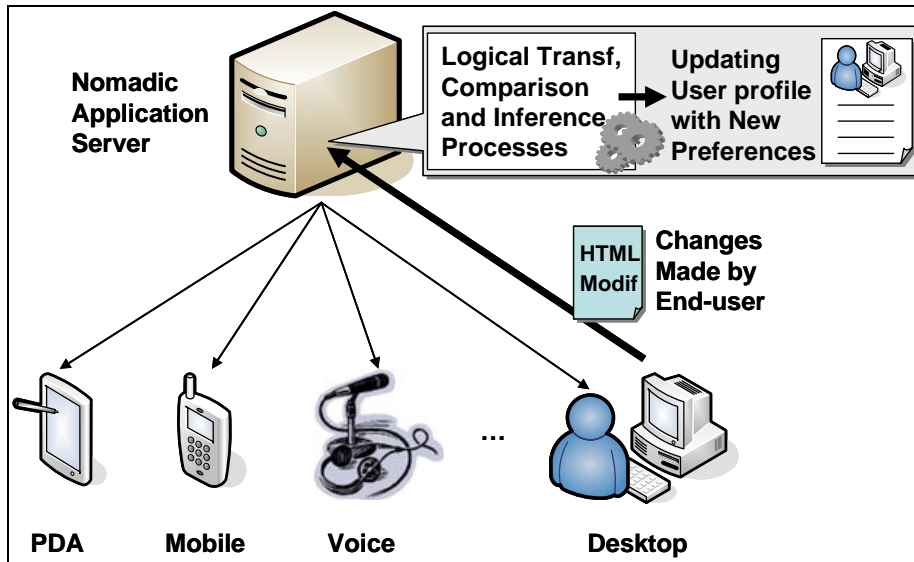 Nomadic
Application
Server
Logical Transf,
Comparison
and Inference
Processes
Updating
User profile
with New
Preferences
HTML
Modif
Changes
Made by
End-user
...
PDA
Mobile
Voice
Desktop